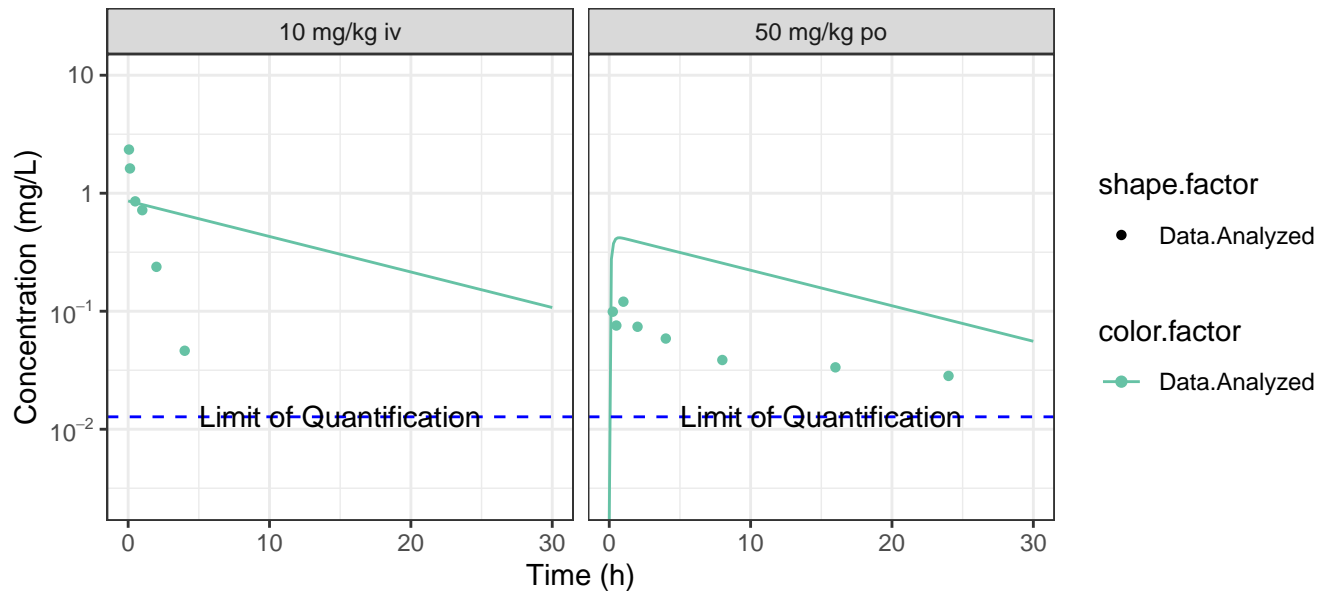 10 mg/kg iv
50 mg/kg po
Concentration (mg/L)
10
1
10⁻¹
10⁻²
Limit of Quantification
Limit of Quantification
0 10 20 30
0 10 20 30
Time (h)
shape.factor
Data.Analyzed
color.factor
Data.Analyzed